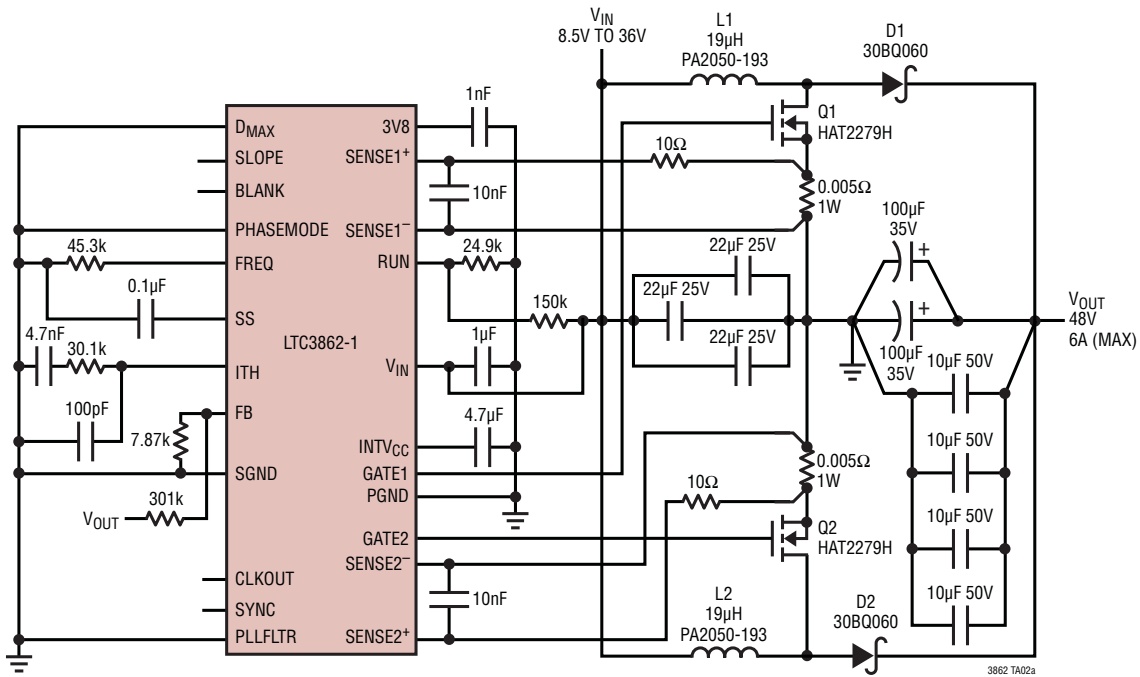 VIN
8.5V TO 36V
L1
19µH
PA2050-193
D1
30BQ060
1nF
DMAX
3V8
Q1
HAT2279H
SLOPE
SENSE1+
10Ω
BLANK
10nF
0.005Ω
1W
PHASEMODE
SENSE1–
100µF
35V
+
45.3k
FREQ
RUN
24.9k
22µF 25V
0.1µF
150k
22µF 25V
+
VOUT
48V
6A (MAX)
SS
4.7nF
30.1k
LTC3862-1
1µF
22µF 25V
100µF
35V
ITH
VIN
10µF 50V
100pF
FB
4.7µF
7.87k
INTVCC
10µF 50V
SGND
GATE1
0.005Ω
1W
301k
PGND
10Ω
VOUT
10µF 50V
GATE2
Q2
HAT2279H
SENSE2–
CLKOUT
10nF
L2
19µH
PA2050-193
D2
30BQ060
10µF 50V
SYNC
PLLFLTR
SENSE2+
3862 TA02a